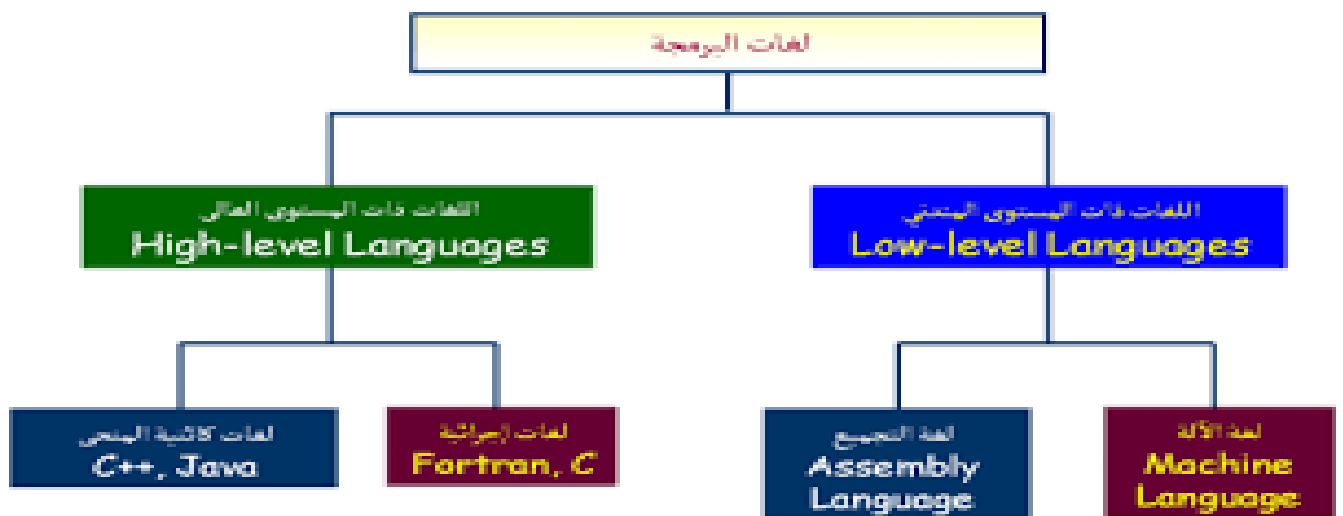 لغات البرمجة
اللغات ذات المستوى العالي
High-level Languages
اللغات ذات المستوى المتدني
Low-level Languages
لغات كائنية المنحى
C++, Java
لغات إجرائية
Fortran, C
لغة التجميع
Assembly
Language
لغة الآلة
Machine
Language